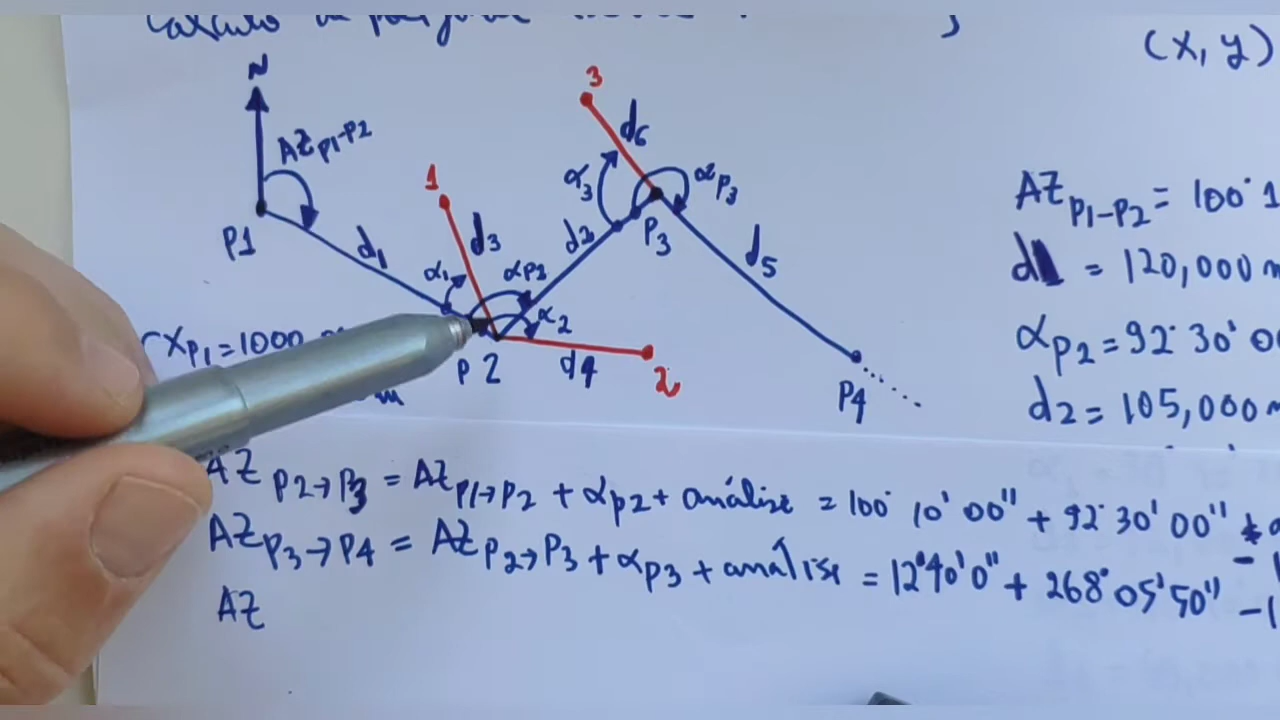 (x, y)
N
AZ P1-P2
P1
d1
1
d3
α1
αP2
α2
P2
d4
2
d2
3
d6
α3
αP3
P3
d5
P4
XP1=1000
m
AZ P1-P2 = 100° 1
d1 = 120,000 m
αP2 = 92° 30' 0
d2 = 105,000 m
AZ P2→P3 = AZ P1→P2 + αP2 + análise = 100° 10' 00" + 92° 30' 00"
AZ P3→P4 = AZ P2→P3 + αP3 + análise = 12°40'0" + 268° 05' 50" -1
AZ